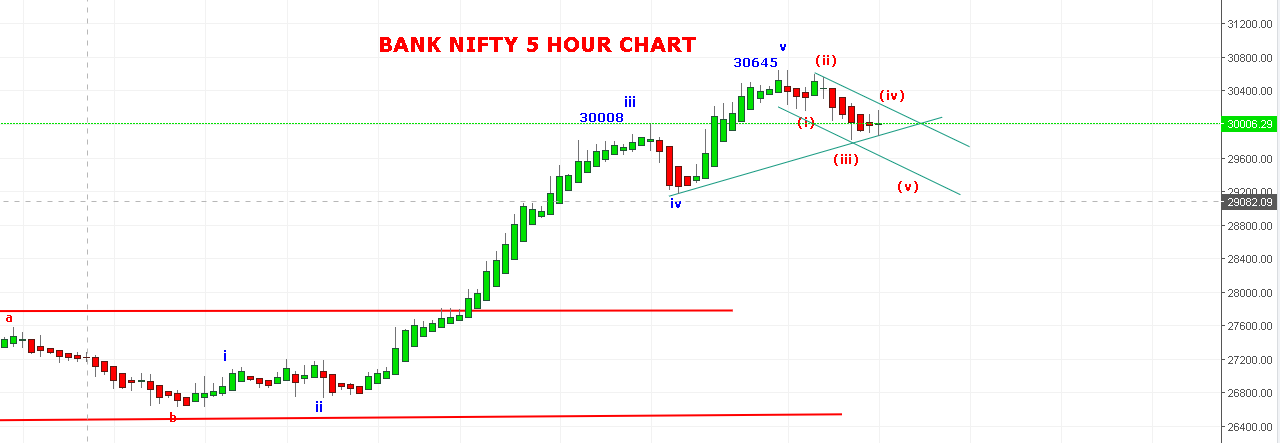 BANK NIFTY 5 HOUR CHART
v
30645
(ii)
iii
30008
(iv)
(i)
(iii)
(v)
iv
a
i
ii
b
31200.00
30800.00
30400.00
30006.29
29600.00
29200.00
29082.09
28800.00
28400.00
28000.00
27600.00
27200.00
26800.00
26400.00